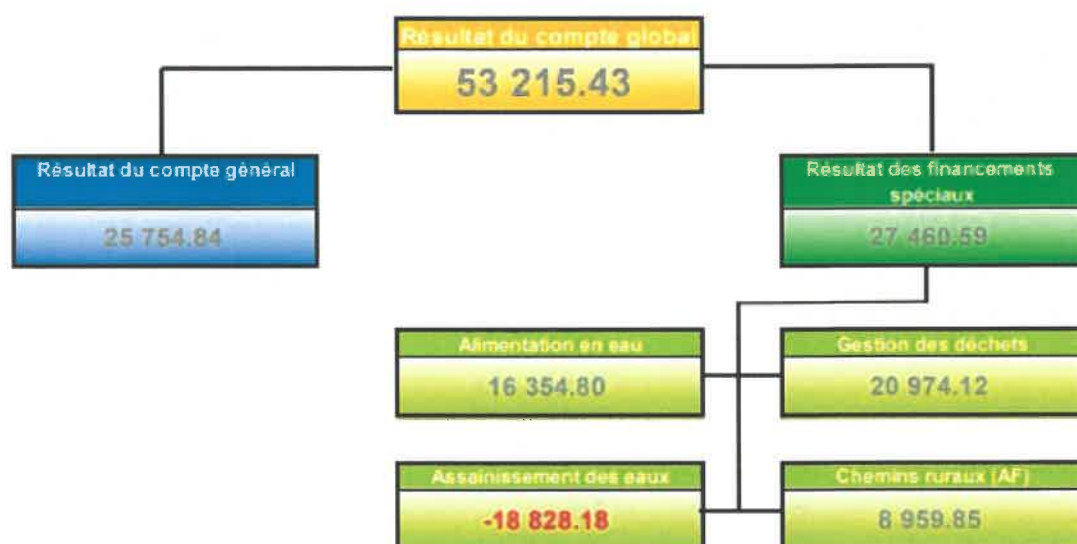 Résultat du compte global
53 215.43
Résultat du compte général
25 754.84
Résultat des financements
spéciaux
27 460.59
Alimentation en eau
16 354.80
Gestion des déchets
20 974.12
Assainissement des eaux
-18 828.18
Chemins ruraux (AF)
8 959.85